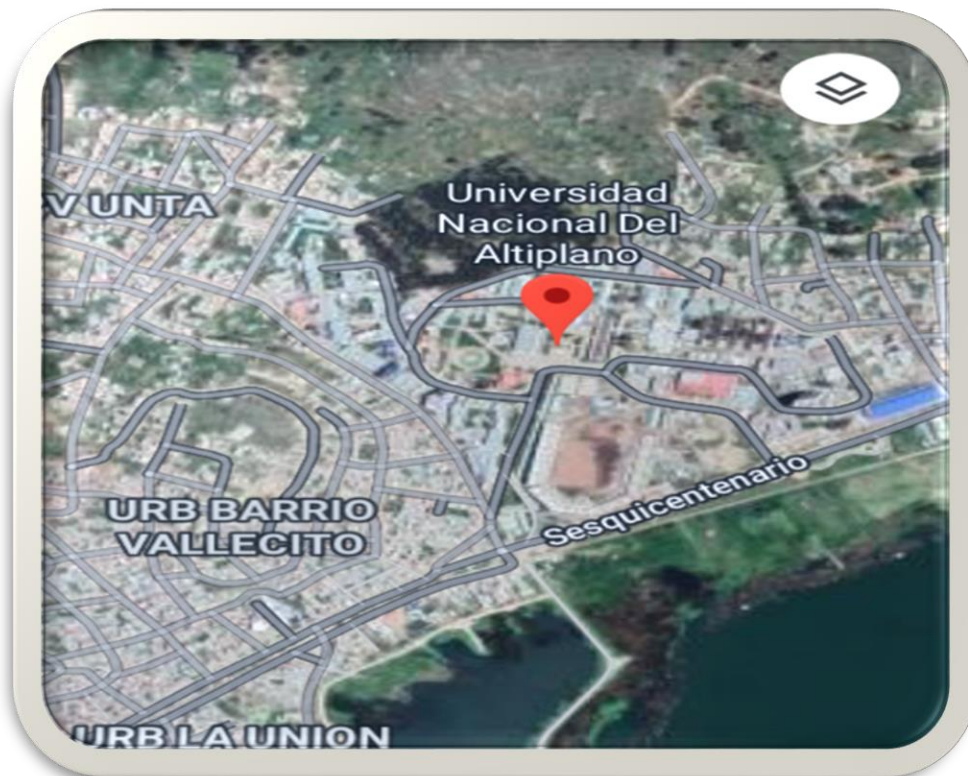 V UNTA
Universidad
Nacional Del
Altiplano
Sesquicentenario
URB BARRIO
VALLECITO
URB LA UNION